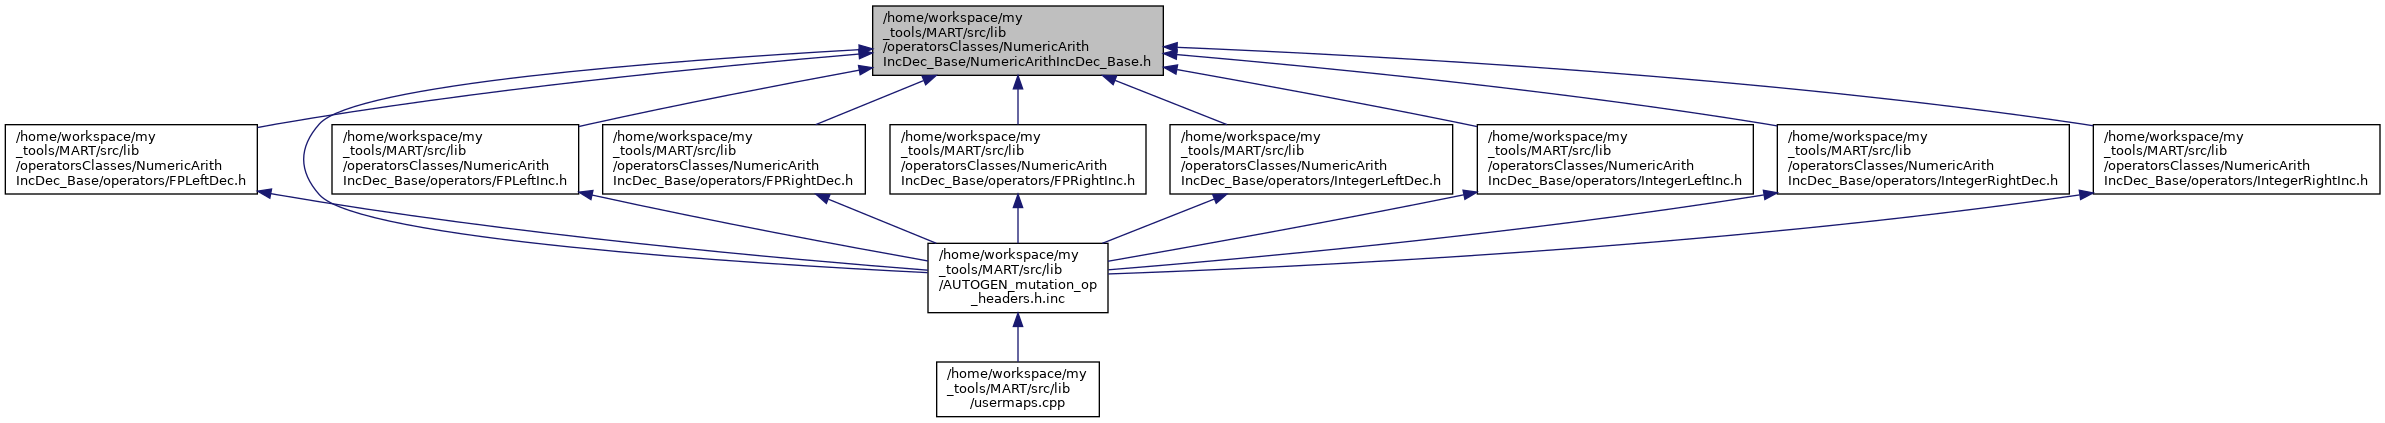 /home/workspace/my
_tools/MART/src/lib
/operatorsClasses/NumericArith
IncDec_Base/NumericArithIncDec_Base.h
/home/workspace/my
_tools/MART/src/lib
/operatorsClasses/NumericArith
IncDec_Base/operators/FPLeftDec.h
/home/workspace/my
_tools/MART/src/lib
/operatorsClasses/NumericArith
IncDec_Base/operators/FPLeftInc.h
/home/workspace/my
_tools/MART/src/lib
/operatorsClasses/NumericArith
IncDec_Base/operators/FPRightDec.h
/home/workspace/my
_tools/MART/src/lib
/operatorsClasses/NumericArith
IncDec_Base/operators/FPRightInc.h
/home/workspace/my
_tools/MART/src/lib
/operatorsClasses/NumericArith
IncDec_Base/operators/IntegerLeftDec.h
/home/workspace/my
_tools/MART/src/lib
/operatorsClasses/NumericArith
IncDec_Base/operators/IntegerLeftInc.h
/home/workspace/my
_tools/MART/src/lib
/operatorsClasses/NumericArith
IncDec_Base/operators/IntegerRightDec.h
/home/workspace/my
_tools/MART/src/lib
/operatorsClasses/NumericArith
IncDec_Base/operators/IntegerRightInc.h
/home/workspace/my
_tools/MART/src/lib
/AUTOGEN_mutation_op
_headers.h.inc
/home/workspace/my
_tools/MART/src/lib
/usermaps.cpp